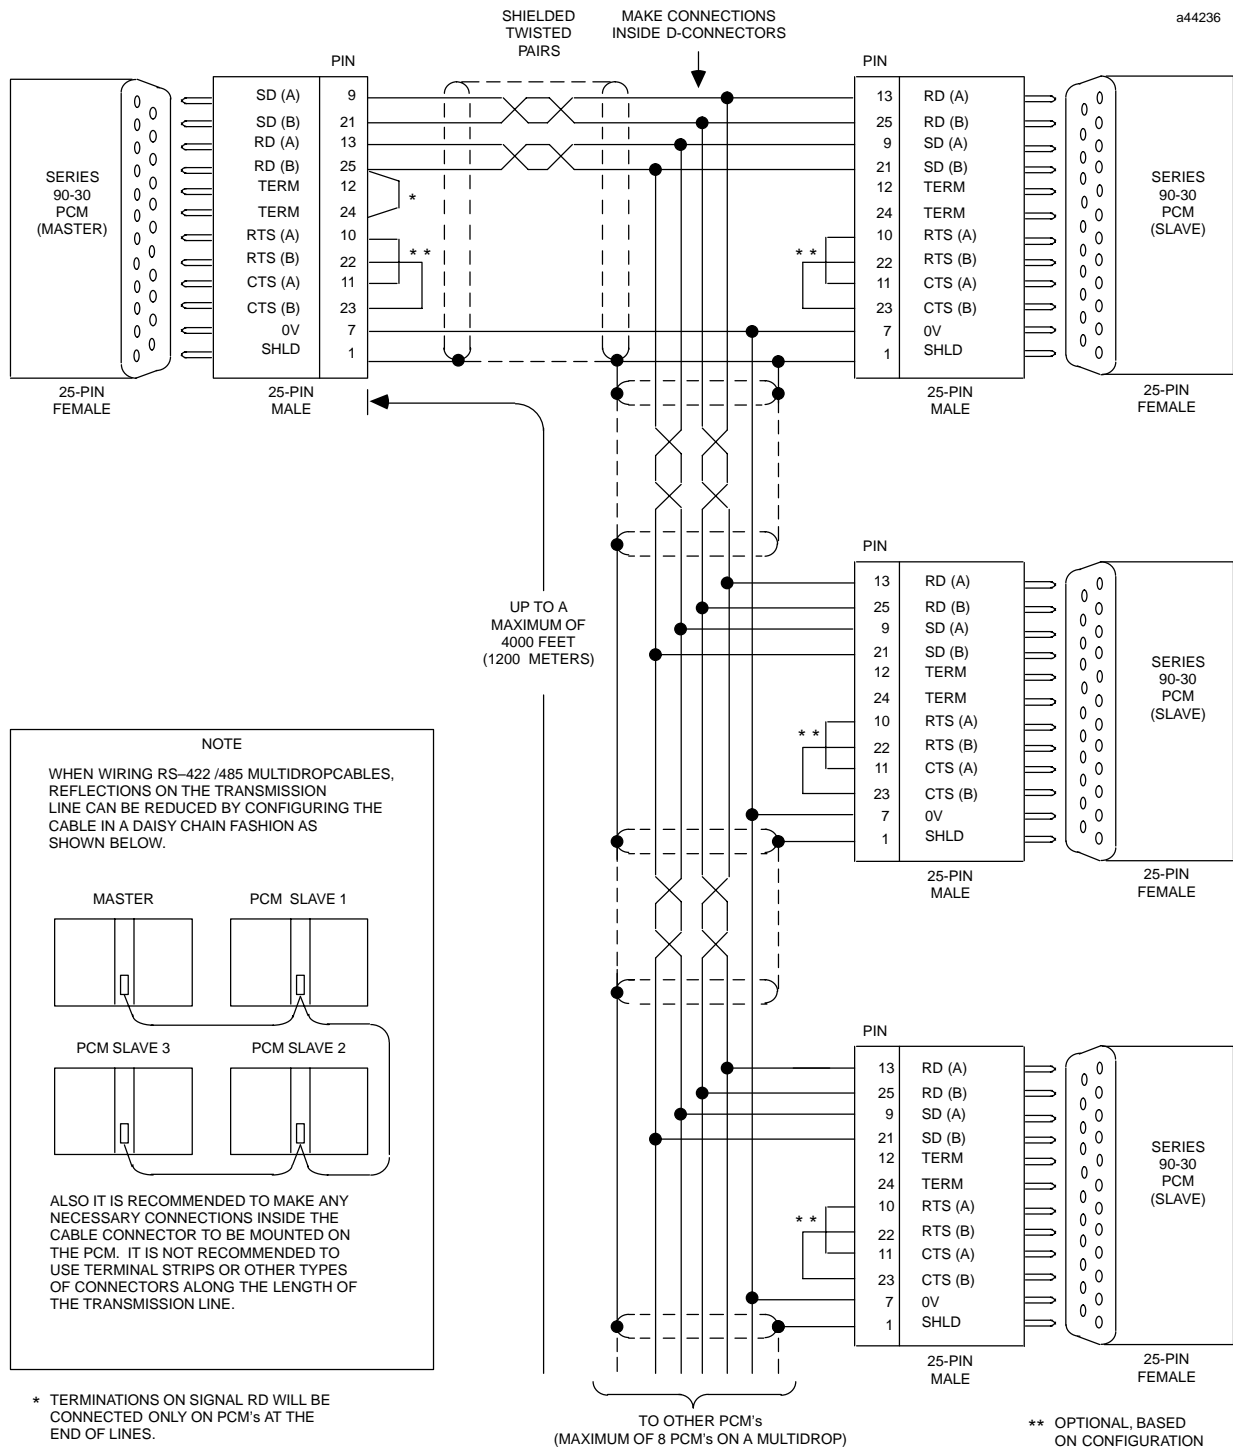 SHIELDED
TWISTED
PAIRS
MAKE CONNECTIONS
INSIDE D-CONNECTORS
a44236
PIN
SERIES
90-30
PCM
(MASTER)
SD (A) 9
SD (B) 21
RD (A) 13
RD (B) 25
TERM 12
TERM 24
RTS (A) 10
RTS (B) 22
CTS (A) 11
CTS (B) 23
0V 7
SHLD 1
*
* *
25-PIN
FEMALE
25-PIN
MALE
PIN
13 RD (A)
25 RD (B)
9 SD (A)
21 SD (B)
12 TERM
24 TERM
10 RTS (A)
22 RTS (B)
11 CTS (A)
23 CTS (B)
7 0V
1 SHLD
* *
SERIES
90-30
PCM
(SLAVE)
25-PIN
MALE
25-PIN
FEMALE
UP TO A
MAXIMUM OF
4000 FEET
(1200 METERS)
PIN
13 RD (A)
25 RD (B)
9 SD (A)
21 SD (B)
12 TERM
24 TERM
10 RTS (A)
22 RTS (B)
11 CTS (A)
23 CTS (B)
7 0V
1 SHLD
* *
SERIES
90-30
PCM
(SLAVE)
25-PIN
MALE
25-PIN
FEMALE
NOTE
WHEN WIRING RS–422 /485 MULTIDROPCABLES,
REFLECTIONS ON THE TRANSMISSION
LINE CAN BE REDUCED BY CONFIGURING THE
CABLE IN A DAISY CHAIN FASHION AS
SHOWN BELOW.
MASTER
PCM SLAVE 1
PCM SLAVE 3
PCM SLAVE 2
ALSO IT IS RECOMMENDED TO MAKE ANY
NECESSARY CONNECTIONS INSIDE THE
CABLE CONNECTOR TO BE MOUNTED ON
THE PCM. IT IS NOT RECOMMENDED TO
USE TERMINAL STRIPS OR OTHER TYPES
OF CONNECTORS ALONG THE LENGTH OF
THE TRANSMISSION LINE.
PIN
13 RD (A)
25 RD (B)
9 SD (A)
21 SD (B)
12 TERM
24 TERM
10 RTS (A)
22 RTS (B)
11 CTS (A)
23 CTS (B)
7 0V
1 SHLD
* *
SERIES
90-30
PCM
(SLAVE)
25-PIN
MALE
25-PIN
FEMALE
* TERMINATIONS ON SIGNAL RD WILL BE
CONNECTED ONLY ON PCM's AT THE
END OF LINES.
TO OTHER PCM's
(MAXIMUM OF 8 PCM's ON A MULTIDROP)
** OPTIONAL, BASED
ON CONFIGURATION